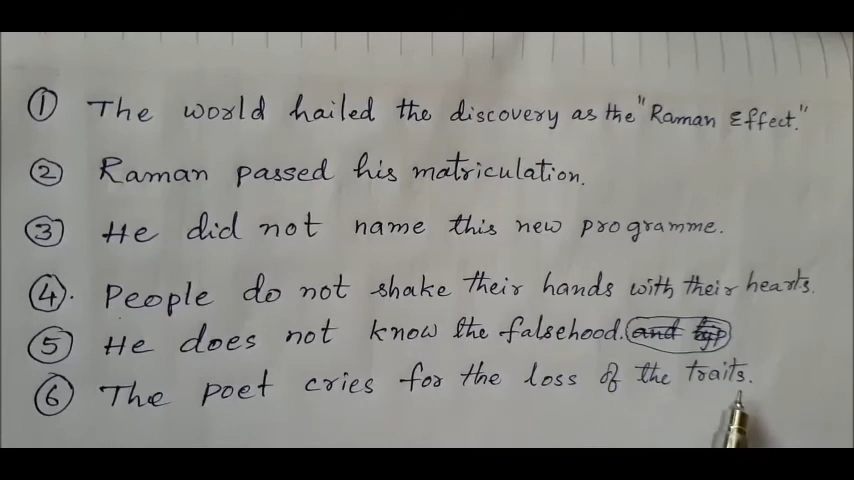 ① The world hailed the discovery as the "Raman Effect."
② Raman passed his matriculation.
③ He did not name this new programme.
④. People do not shake their hands with their hearts.
⑤ He does not know the falsehood. and
⑥ The poet cries for the loss of the traits.